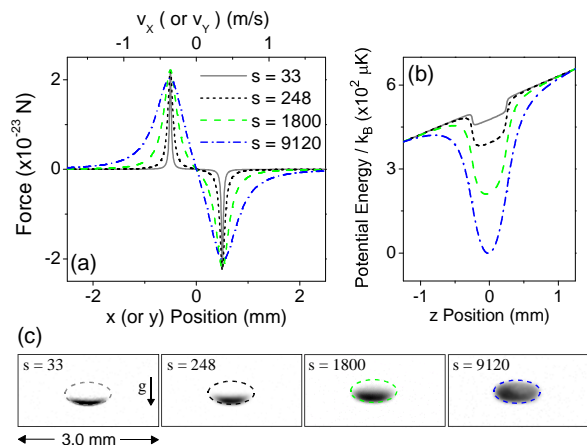 v_X ( or v_Y ) (m/s)
-1 0 1
Force (x10^-23 N)
2
0
-2
s = 33
s = 248
s = 1800
s = 9120
(a)
-2 -1 0 1 2
x (or y) Position (mm)
(b)
Potential Energy / k_B (x10^2 μK)
6
3
0
-1 0 1
z Position (mm)
(c)
s = 33 g s = 248 s = 1800 s = 9120
3.0 mm